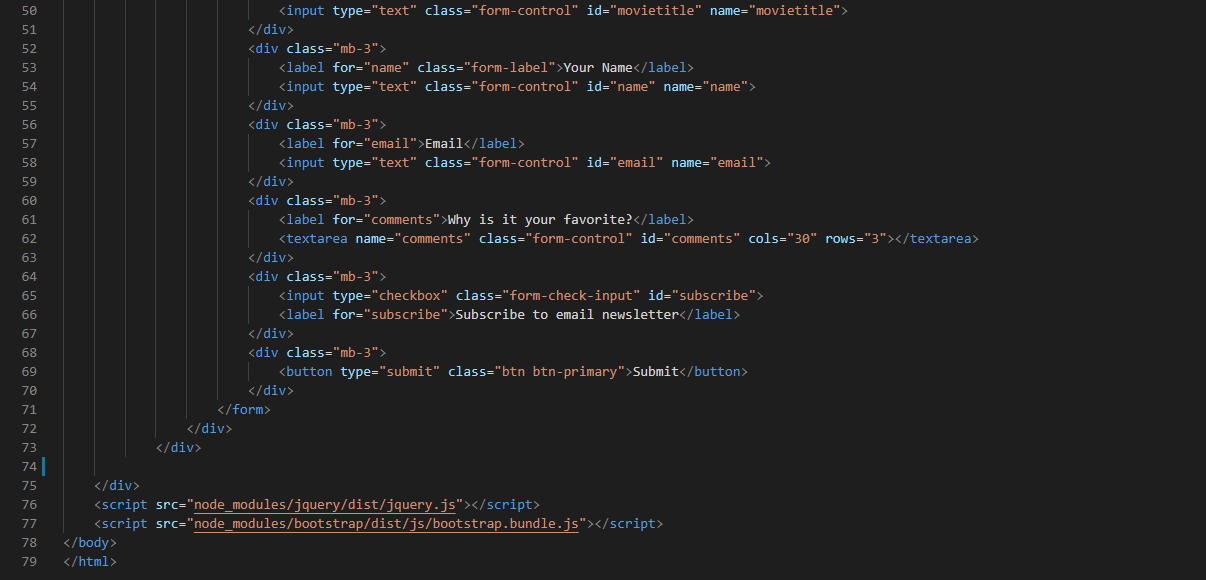 50 <input type="text" class="form-control" id="movietitle" name="movietitle">
51 </div>
52 <div class="mb-3">
53 <label for="name" class="form-label">Your Name</label>
54 <input type="text" class="form-control" id="name" name="name">
55 </div>
56 <div class="mb-3">
57 <label for="email">Email</label>
58 <input type="text" class="form-control" id="email" name="email">
59 </div>
60 <div class="mb-3">
61 <label for="comments">Why is it your favorite?</label>
62 <textarea name="comments" class="form-control" id="comments" cols="30" rows="3"></textarea>
63 </div>
64 <div class="mb-3">
65 <input type="checkbox" class="form-check-input" id="subscribe">
66 <label for="subscribe">Subscribe to email newsletter</label>
67 </div>
68 <div class="mb-3">
69 <button type="submit" class="btn btn-primary">Submit</button>
70 </div>
71 </form>
72 </div>
73 </div>
74
75 </div>
76 <script src="node_modules/jquery/dist/jquery.js"></script>
77 <script src="node_modules/bootstrap/dist/js/bootstrap.bundle.js"></script>
78 </body>
79 </html>